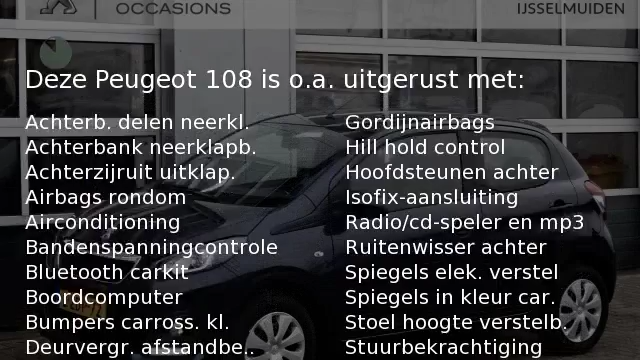 OCCASIONS
IJSSELMUIDEN
Deze Peugeot 108 is o.a. uitgerust met:
Achterb. delen neerkl.
Achterbank neerklapb.
Achterzijruit uitklap.
Airbags rondom
Airconditioning
Bandenspanningcontrole
Bluetooth carkit
Boordcomputer
Bumpers carross. kl.
Deurvergr. afstandbe..
Gordijnairbags
Hill hold control
Hoofdsteunen achter
Isofix-aansluiting
Radio/cd-speler en mp3
Ruitenwisser achter
Spiegels elek. verstel
Spiegels in kleur car.
Stoel hoogte verstelb.
Stuurbekrachtiging